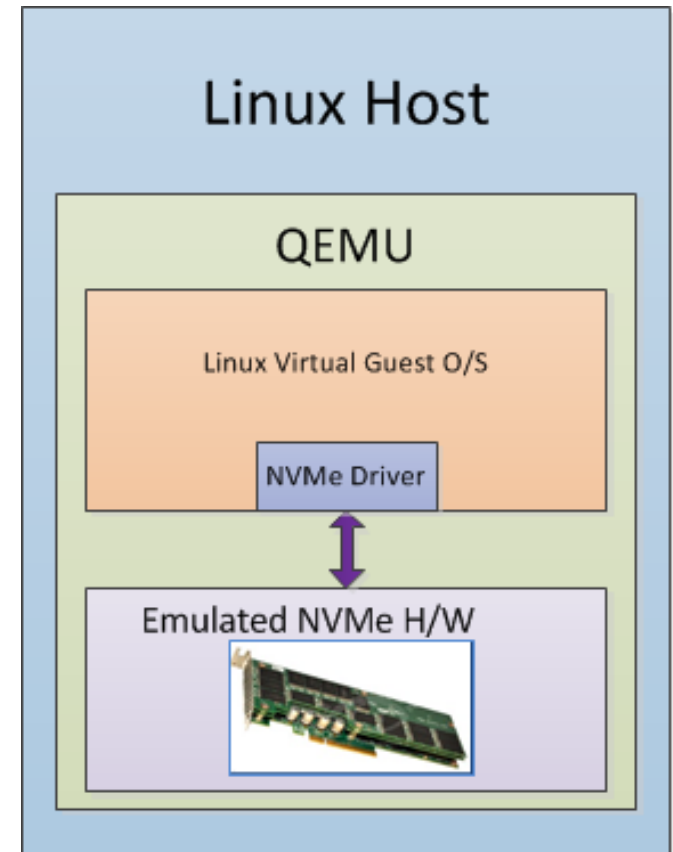 Linux Host
QEMU
Linux Virtual Guest O/S
NVMe Driver
Emulated NVMe H/W